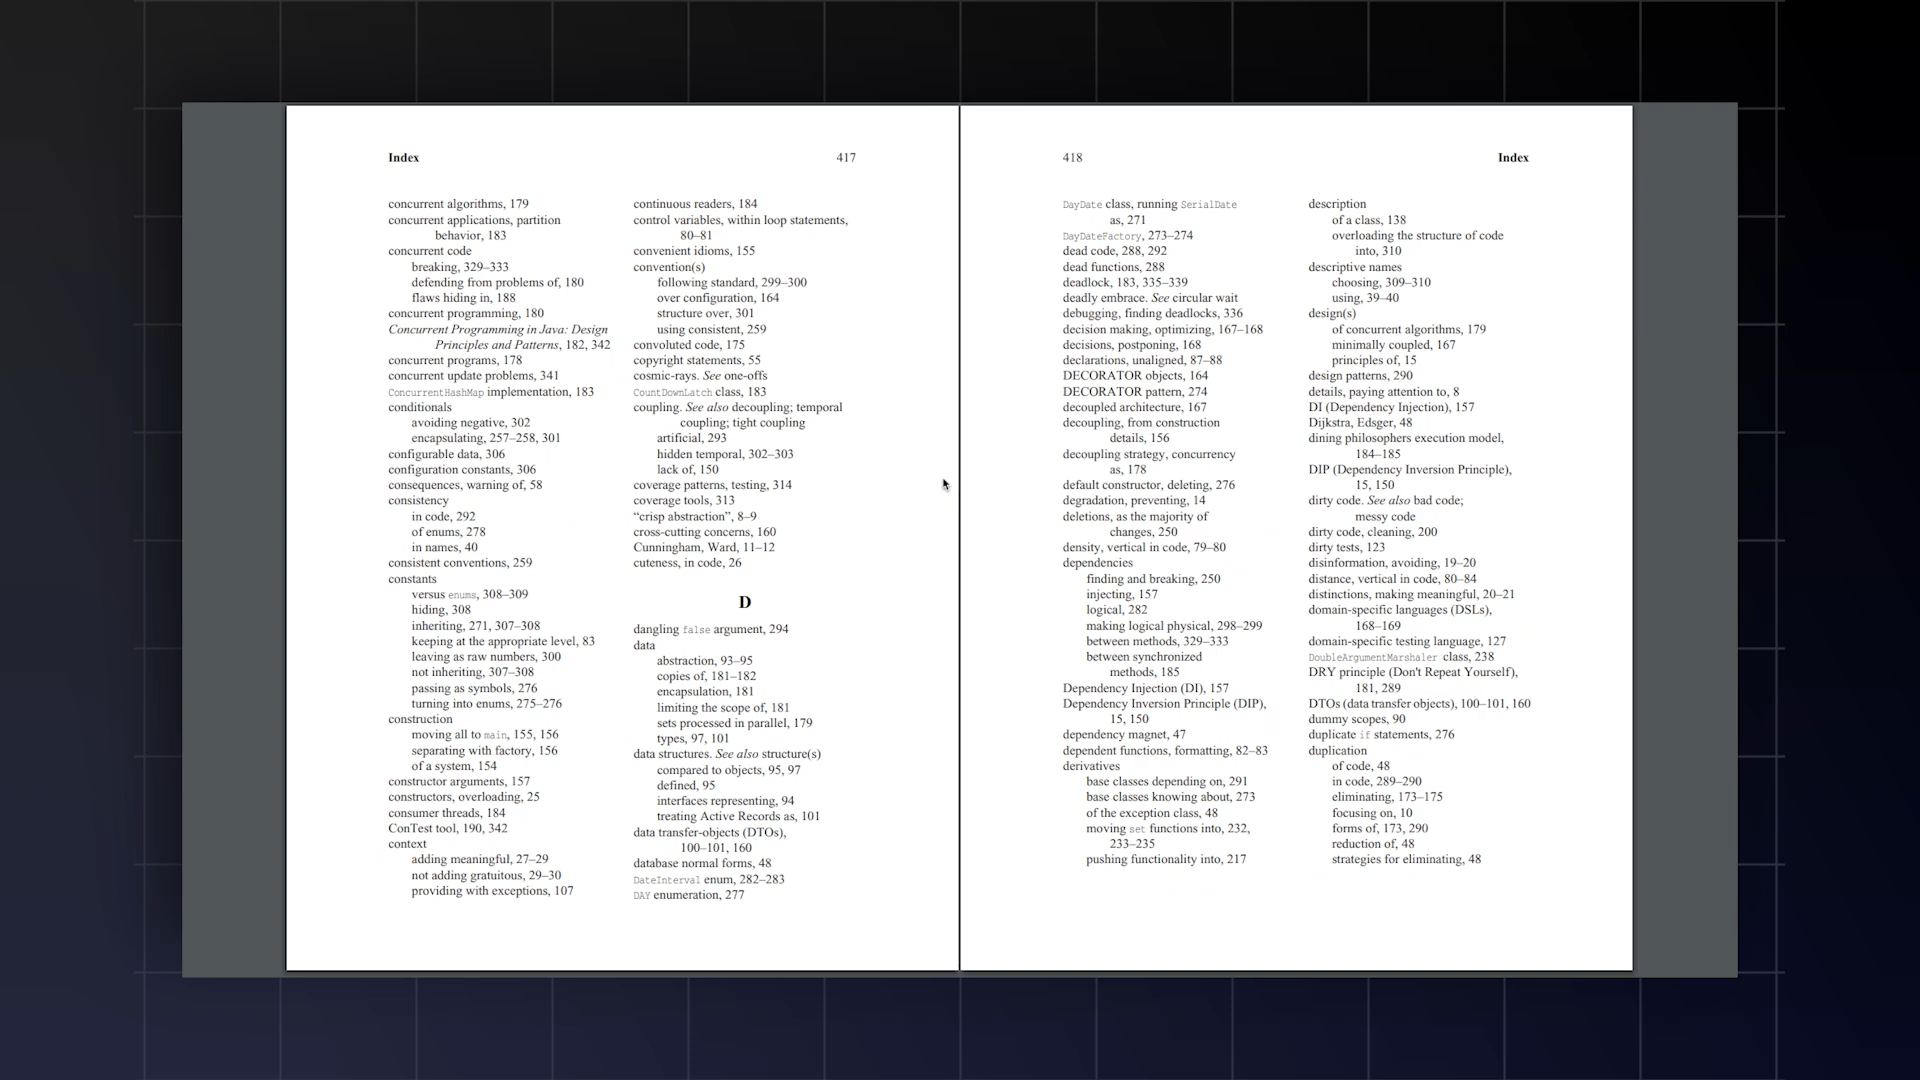 Index
417
concurrent algorithms, 179
concurrent applications, partition
behavior, 183
concurrent code
breaking, 329–333
defending from problems of, 180
flaws hiding in, 188
concurrent programming, 180
Concurrent Programming in Java: Design
Principles and Patterns, 182, 342
concurrent programs, 178
concurrent update problems, 341
ConcurrentHashMap implementation, 183
conditionals
avoiding negative, 302
encapsulating, 257–258, 301
configurable data, 306
configuration constants, 306
consequences, warning of, 58
consistency
in code, 292
of enums, 278
in names, 40
consistent conventions, 259
constants
versus enums, 308–309
hiding, 308
inheriting, 271, 307–308
keeping at the appropriate level, 83
leaving as raw numbers, 300
not inheriting, 307–308
passing as symbols, 276
turning into enums, 275–276
construction
moving all to main, 155, 156
separating with factory, 156
of a system, 154
constructor arguments, 157
constructors, overloading, 25
consumer threads, 184
ConTest tool, 190, 342
context
adding meaningful, 27–29
not adding gratuitous, 29–30
providing with exceptions, 107
continuous readers, 184
control variables, within loop statements,
80–81
convenient idioms, 155
convention(s)
following standard, 299–300
over configuration, 164
structure over, 301
using consistent, 259
convoluted code, 175
copyright statements, 55
cosmic-rays. See one-offs
CountDownLatch class, 183
coupling. See also decoupling; temporal
coupling; tight coupling
artificial, 293
hidden temporal, 302–303
lack of, 150
coverage patterns, testing, 314
coverage tools, 313
“crisp abstraction”, 8–9
cross-cutting concerns, 160
Cunningham, Ward, 11–12
cuteness, in code, 26
D
dangling false argument, 294
data
abstraction, 93–95
copies of, 181–182
encapsulation, 181
limiting the scope of, 181
sets processed in parallel, 179
types, 97, 101
data structures. See also structure(s)
compared to objects, 95, 97
defined, 95
interfaces representing, 94
treating Active Records as, 101
data transfer-objects (DTOs),
100–101, 160
database normal forms, 48
DateInterval enum, 282–283
DAY enumeration, 277
418
Index
DayDate class, running SerialDate
as, 271
DayDateFactory, 273–274
dead code, 288, 292
dead functions, 288
deadlock, 183, 335–339
deadly embrace. See circular wait
debugging, finding deadlocks, 336
decision making, optimizing, 167–168
decisions, postponing, 168
declarations, unaligned, 87–88
DECORATOR objects, 164
DECORATOR pattern, 274
decoupled architecture, 167
decoupling, from construction
details, 156
decoupling strategy, concurrency
as, 178
default constructor, deleting, 276
degradation, preventing, 14
deletions, as the majority of
changes, 250
density, vertical in code, 79–80
dependencies
finding and breaking, 250
injecting, 157
logical, 282
making logical physical, 298–299
between methods, 329–333
between synchronized
methods, 185
Dependency Injection (DI), 157
Dependency Inversion Principle (DIP),
15, 150
dependency magnet, 47
dependent functions, formatting, 82–83
derivatives
base classes depending on, 291
base classes knowing about, 273
of the exception class, 48
moving set functions into, 232,
233–235
pushing functionality into, 217
description
of a class, 138
overloading the structure of code
into, 310
descriptive names
choosing, 309–310
using, 39–40
design(s)
of concurrent algorithms, 179
minimally coupled, 167
principles of, 15
design patterns, 290
details, paying attention to, 8
DI (Dependency Injection), 157
Dijkstra, Edsger, 48
dining philosophers execution model,
184–185
DIP (Dependency Inversion Principle),
15, 150
dirty code. See also bad code;
messy code
dirty code, cleaning, 200
dirty tests, 123
disinformation, avoiding, 19–20
distance, vertical in code, 80–84
distinctions, making meaningful, 20–21
domain-specific languages (DSLs),
168–169
domain-specific testing language, 127
DoubleArgumentMarshaler class, 238
DRY principle (Don't Repeat Yourself),
181, 289
DTOs (data transfer objects), 100–101, 160
dummy scopes, 90
duplicate if statements, 276
duplication
of code, 48
in code, 289–290
eliminating, 173–175
focusing on, 10
forms of, 173, 290
reduction of, 48
strategies for eliminating, 48